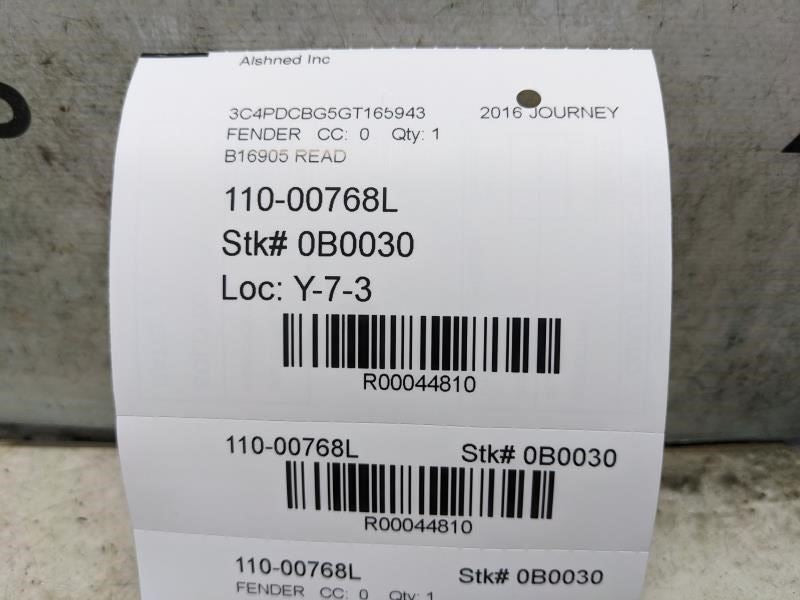 Alshned Inc
3C4PDCBG5GT165943 2016 JOURNEY
FENDER CC: 0 Qty: 1
B16905 READ
110-00768L
Stk# 0B0030
Loc: Y-7-3
R00044810
110-00768L Stk# 0B0030
R00044810
110-00768L Stk# 0B0030
FENDER CC: 0 Qty: 1